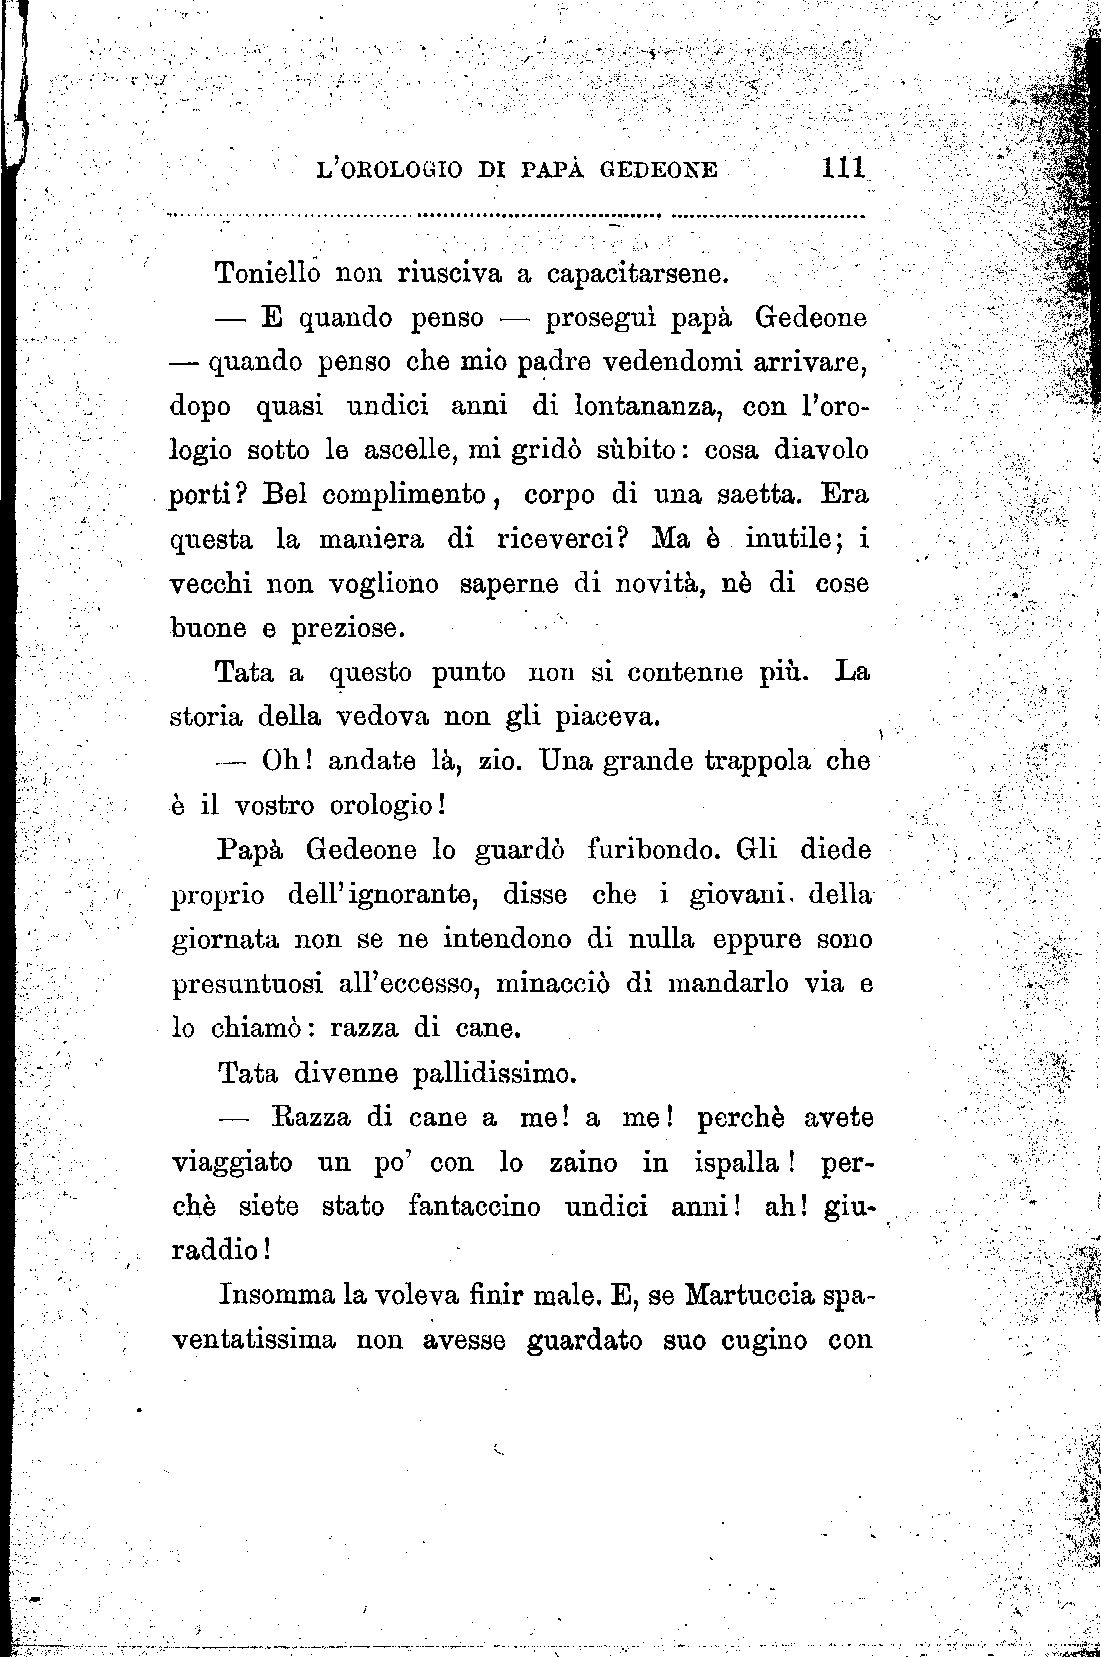 L'OROLOGIO DI PAPÀ GEDEONE 111
Toniello non riusciva a capacitarsene.
— E quando penso — proseguì papà Gedeone
— quando penso che mio padre vedendomi arrivare,
dopo quasi undici anni di lontananza, con l'oro-
logio sotto le ascelle, mi gridò sùbito: cosa diavolo
porti? Bel complimento, corpo di una saetta. Era
questa la maniera di riceverci? Ma è inutile; i
vecchi non vogliono saperne di novità, nè di cose
buone e preziose.
Tata a questo punto non si contenne più. La
storia della vedova non gli piaceva.
— Oh! andate là, zio. Una grande trappola che
è il vostro orologio!
Papà Gedeone lo guardò furibondo. Gli diede
proprio dell'ignorante, disse che i giovani della
giornata non se ne intendono di nulla eppure sono
presuntuosi all'eccesso, minacciò di mandarlo via e
lo chiamò: razza di cane.
Tata divenne pallidissimo.
— Razza di cane a me! a me! perchè avete
viaggiato un po' con lo zaino in ispalla! per-
chè siete stato fantaccino undici anni! ah! giu-
raddio!
Insomma la voleva finir male. E, se Martuccia spa-
ventatissima non avesse guardato suo cugino con